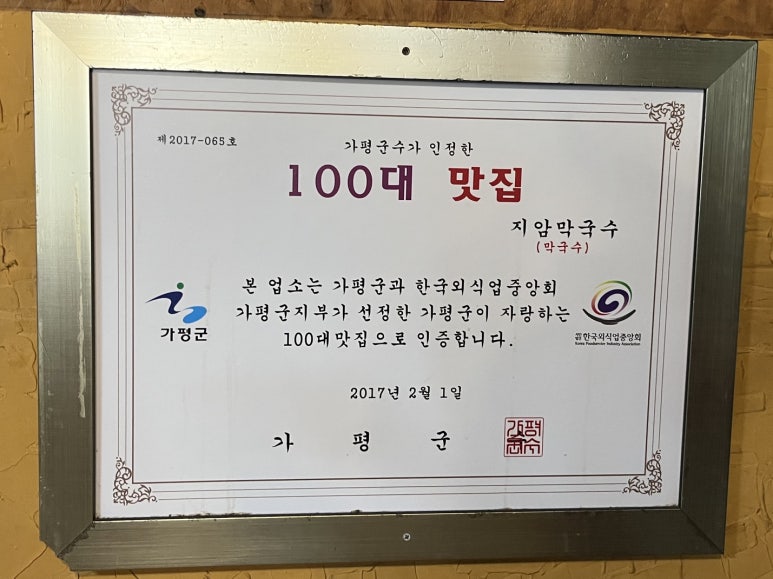 제2017-065호
가평군수가 인정한
100대 맛집
지암막국수
(막국수)
본 업소는 가평군과 한국외식업중앙회
가평군지부가 선정한 가평군이 자랑하는
100대맛집으로 인증합니다.
가평군
한국외식업중앙회
Korea Foodservice Industry Association
2017년 2월 1일
가 평 군